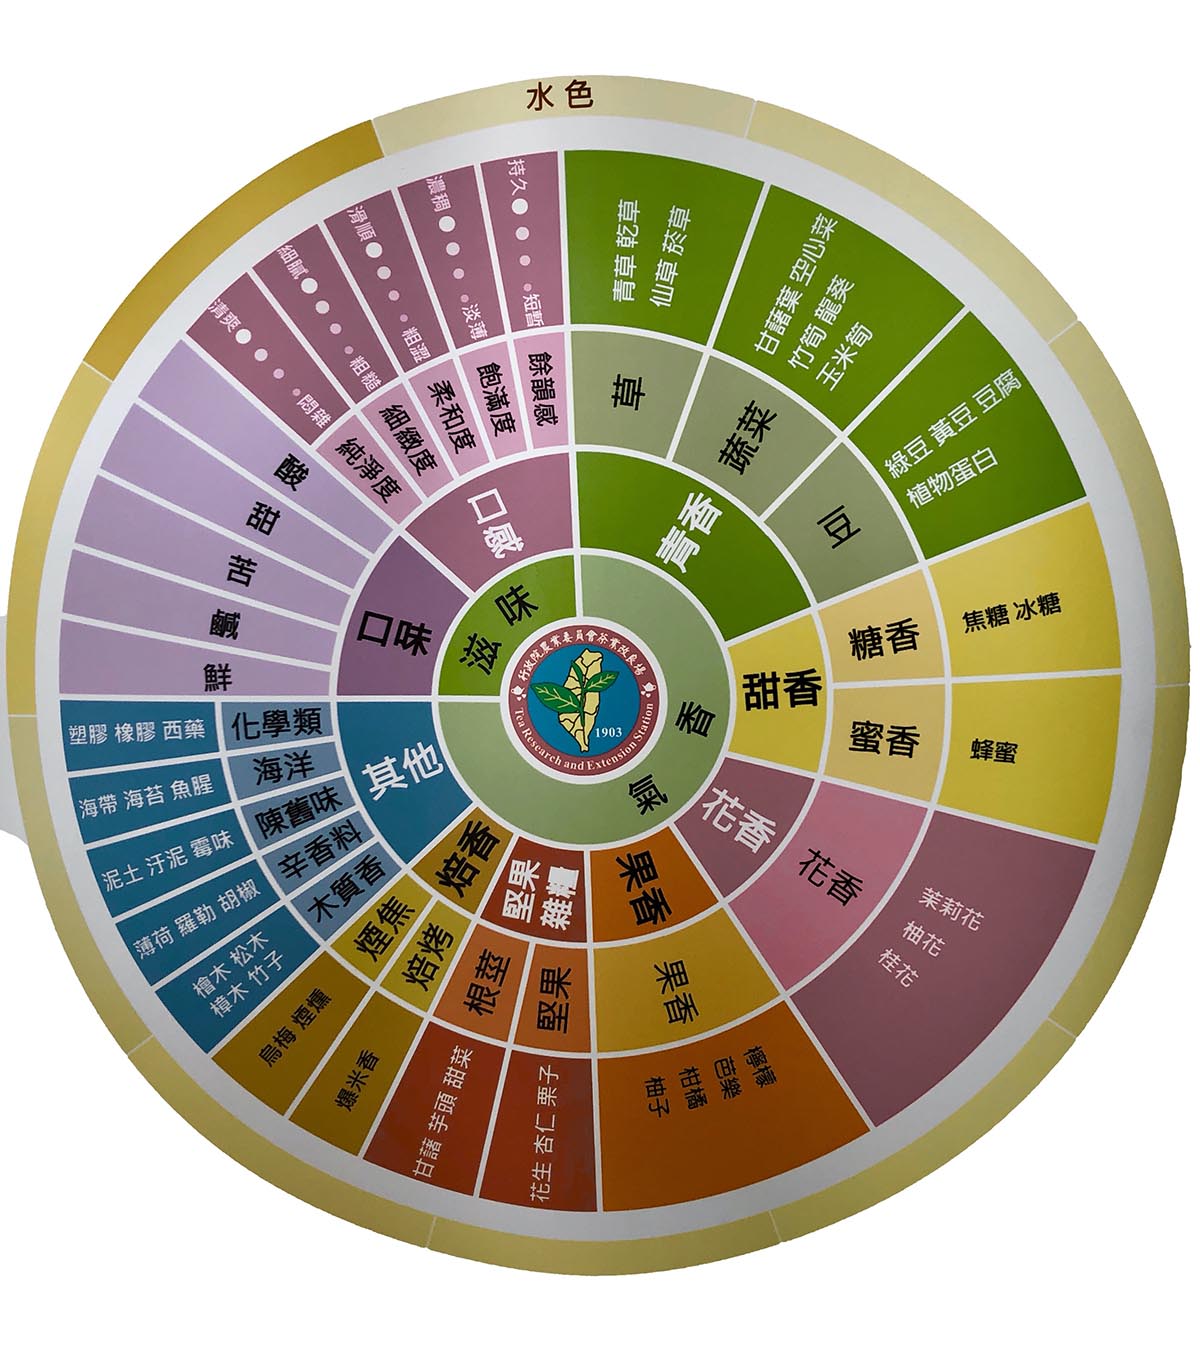 水色
行政院農業委員會茶業改良場
Tea Research and Extension Station
1903
香氣
滋味
青香
草
青草 乾草
仙草 菸草
蔬菜
甘諸葉 空心菜
竹筍 龍葵
玉米筍
豆
綠豆 黃豆 豆腐
植物蛋白
甜香
糖香
焦糖 冰糖
蜜香
蜂蜜
花香
花香
茉莉花
柚花
桂花
果香
果香
檸檬
芭樂
柑橘
柚子
堅果
雜糧
堅果
花生 杏仁 栗子
根莖
甘藷 芋頭 甜菜
焙香
焙烤
爆米香
煙焦
烏梅 煙燻
其他
木質香
檜木 松木
樟木 竹子
辛香料
薄荷 羅勒 胡椒
陳舊味
泥土 汙泥 霉味
海洋
海帶 海苔 魚腥
化學類
塑膠 橡膠 西藥
口味
鮮
鹹
苦
甜
酸
口感
純淨度
清爽 悶雜
細緻度
細膩 粗糙
柔和度
滑順 粗澀
飽滿度
濃稠 淡薄
餘韻感
持久 短暫